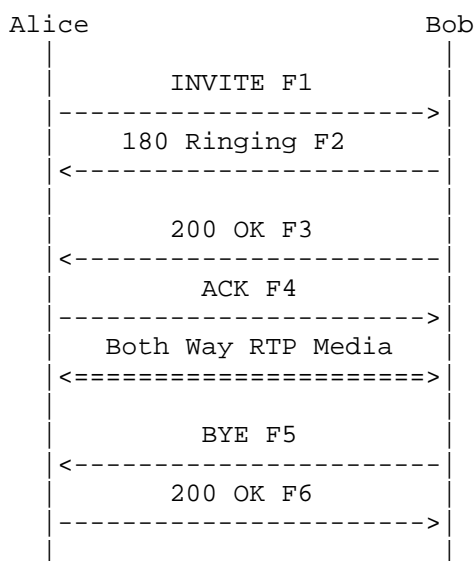 Alice Bob
INVITE F1
180 Ringing F2
200 OK F3
ACK F4
Both Way RTP Media
BYE F5
200 OK F6